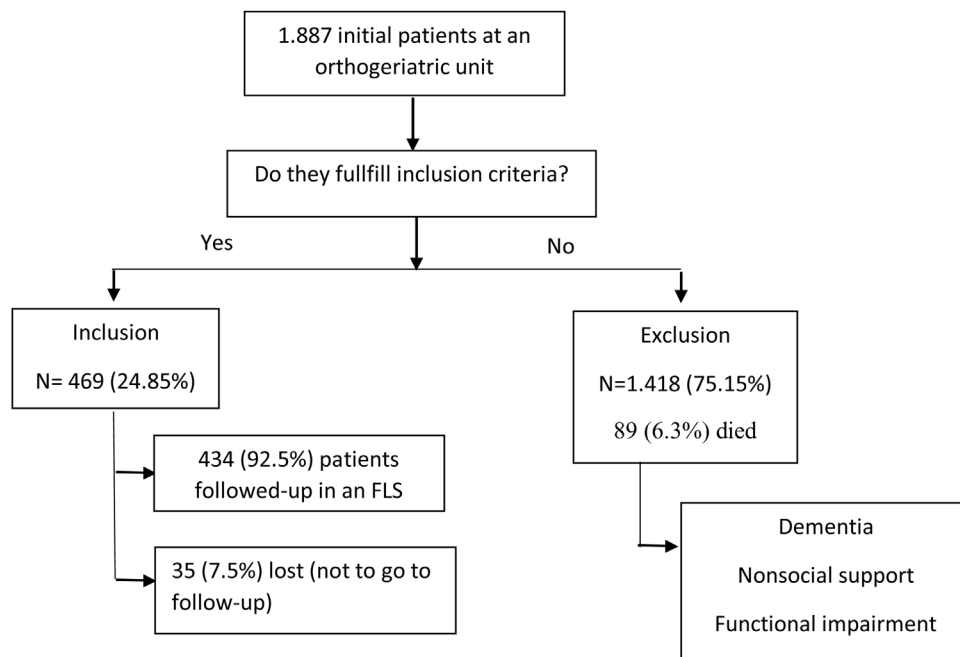 1.887 initial patients at an
orthogeriatric unit
Do they fullfill inclusion criteria?
Yes
No
Inclusion
N= 469 (24.85%)
Exclusion
N=1.418 (75.15%)
89 (6.3%) died
434 (92.5%) patients
followed-up in an FLS
35 (7.5%) lost (not to go to
follow-up)
Dementia
Nonsocial support
Functional impairment